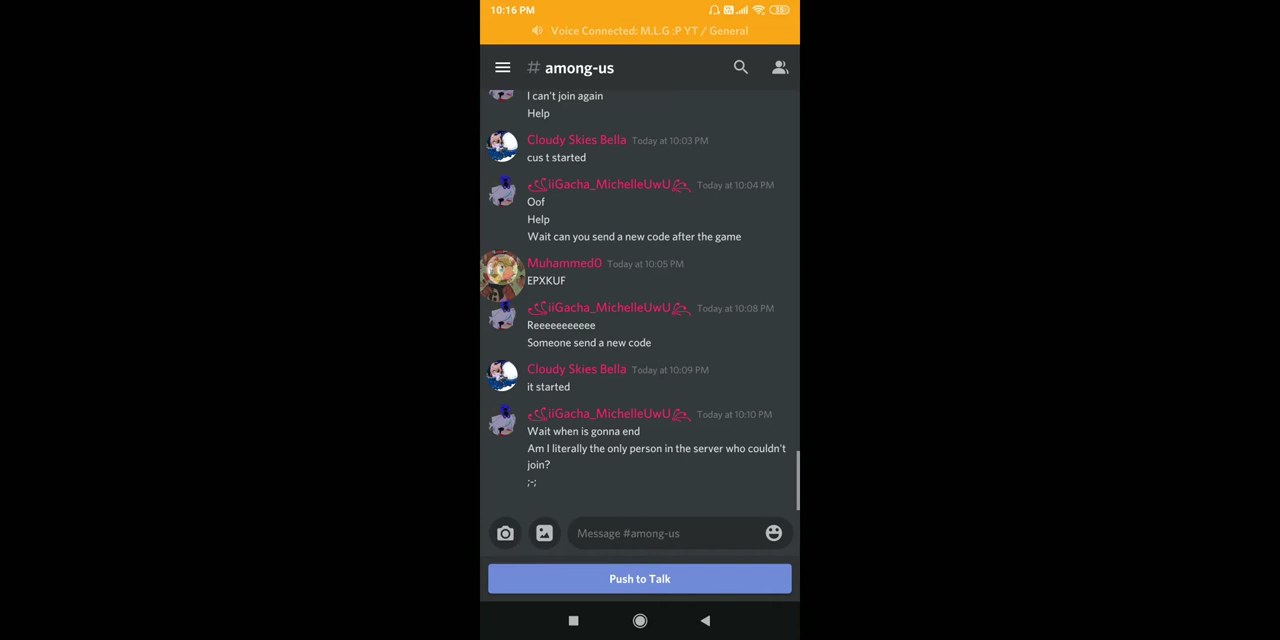 10:16 PM
38
Voice Connected: M.L.G :P YT / General
# among-us
I can't join again
Help
Cloudy Skies Bella Today at 10:03 PM
cus t started
iiGacha_MichelleUwU Today at 10:04 PM
Oof
Help
Wait can you send a new code after the game
Muhammed0 Today at 10:05 PM
EPXKUF
iiGacha_MichelleUwU Today at 10:08 PM
Reeeeeeeeee
Someone send a new code
Cloudy Skies Bella Today at 10:09 PM
it started
iiGacha_MichelleUwU Today at 10:10 PM
Wait when is gonna end
Am I literally the only person in the server who couldn't
join?
;-;
Message #among-us
Push to Talk